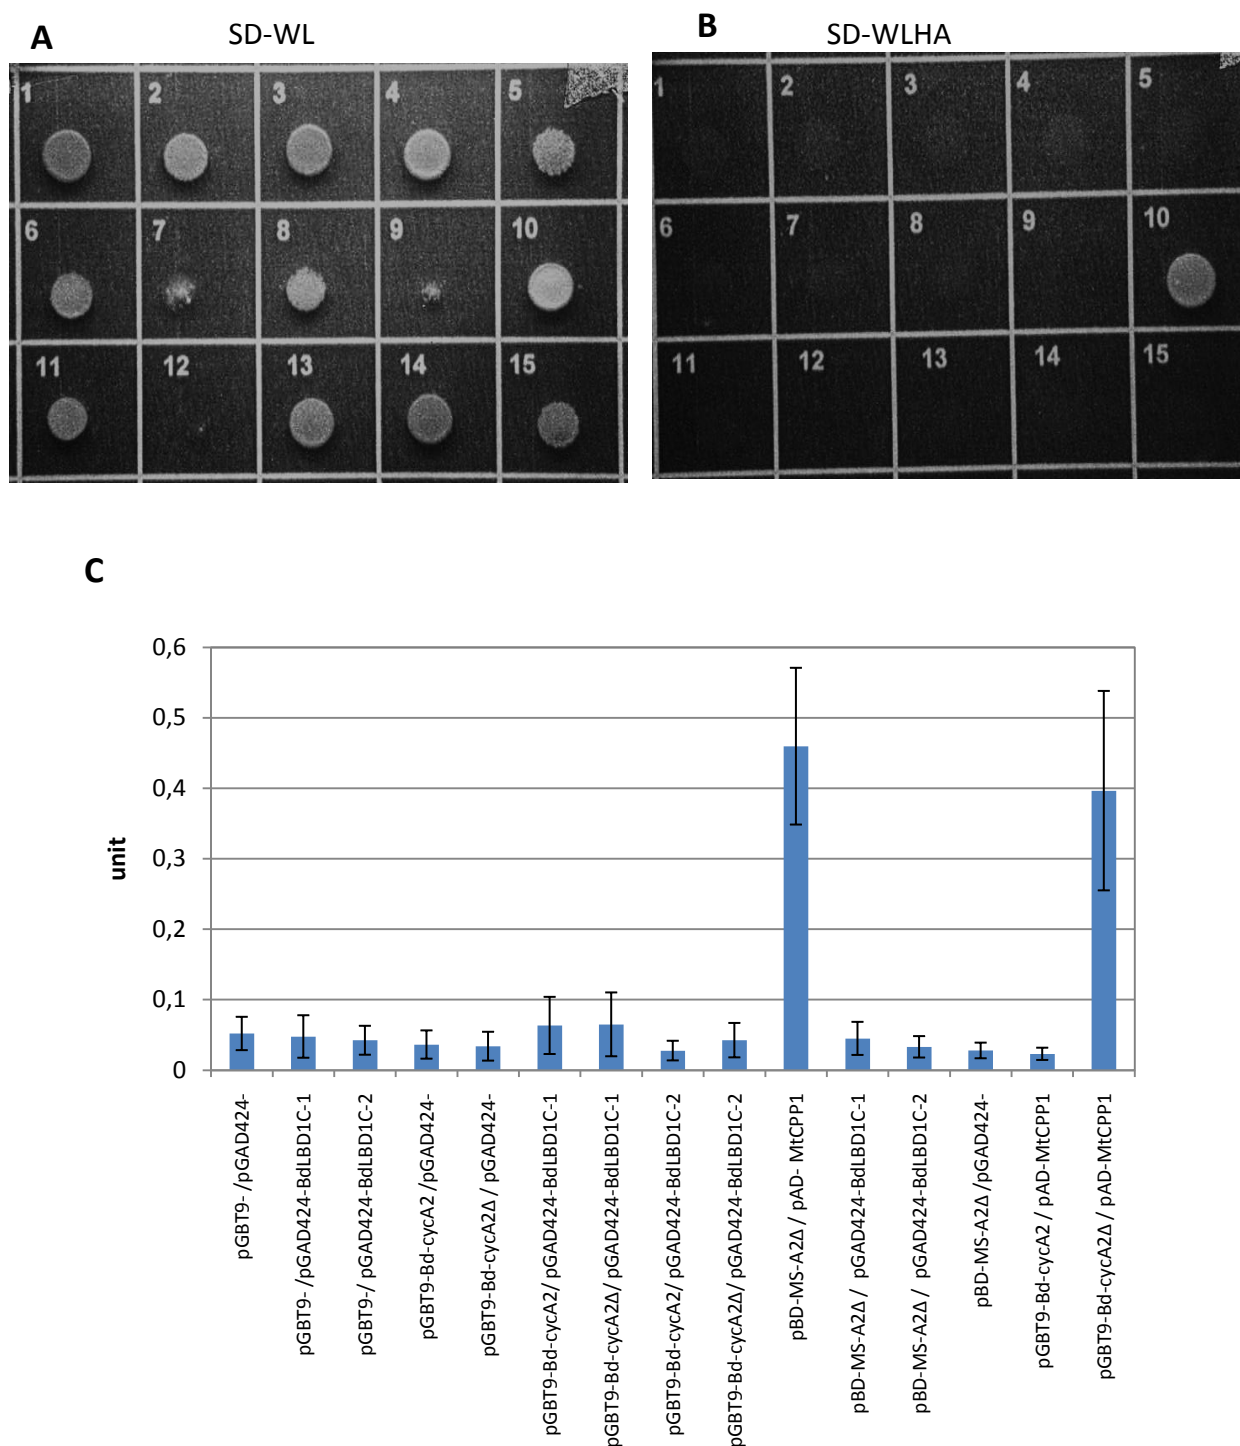 A
SD-WL
B
SD-WLHA
1 2 3 4 5
6 7 8 9 10
11 12 13 14 15
1 2 3 4 5
6 7 8 9 10
11 12 13 14 15
C
0,6
0,5
0,4
0,3
0,2
0,1
0
unit
pGBT9- /pGAD424-
pGBT9- /pGAD424-BdLBD1C-1
pGBT9-/ pGAD424-BdLBD1C-2
pGBT9-Bd-cycA2 /pGAD424-
pGBT9-Bd-cycA2Δ / pGAD424-
pGBT9-Bd-cycA2/ pGAD424-BdLBD1C-1
pGBT9-Bd-cycA2Δ/ pGAD424-BdLBD1C-1
pGBT9-Bd-cycA2/ pGAD424-BdLBD1C-2
pGBT9-Bd-cycA2Δ/ pGAD424-BdLBD1C-2
pBD-MS-A2Δ / pAD- MtCPP1
pBD-MS-A2Δ / pGAD424-BdLBD1C-1
pBD-MS-A2Δ / pGAD424-BdLBD1C-2
pBD-MS-A2Δ /pGAD424-
pGBT9-Bd-cycA2 / pAD-MtCPP1
pGBT9-Bd-cycA2Δ / pAD-MtCPP1